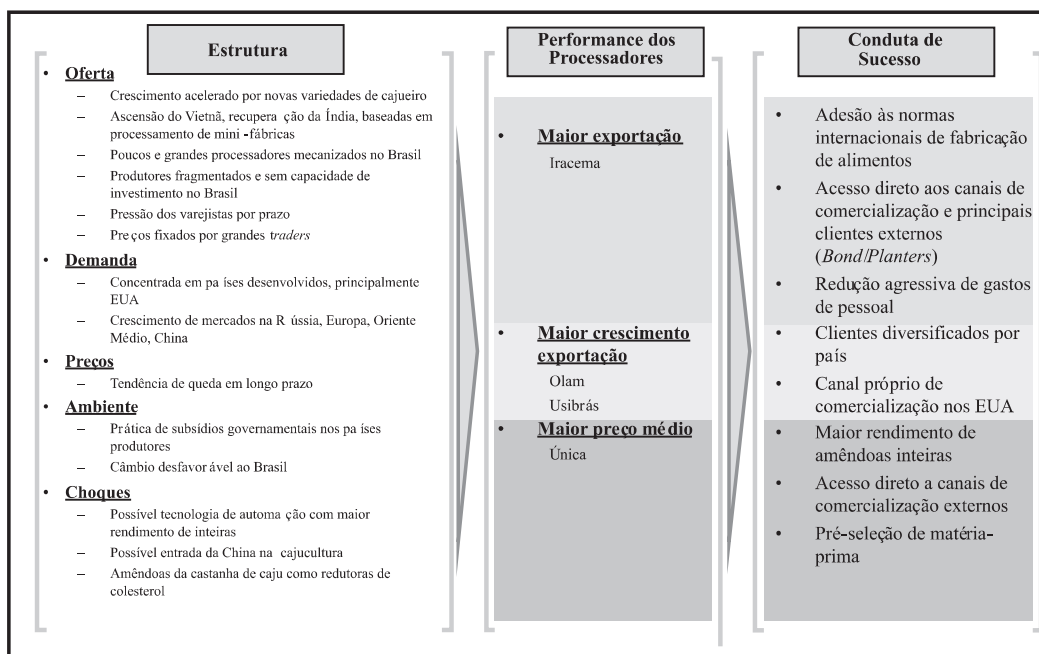 Estrutura
• Oferta
– Crescimento acelerado por novas variedades de cajueiro
– Ascensão do Vietnã, recupera ção da Índia, baseadas em
processamento de mini -fábricas
– Poucos e grandes processadores mecanizados no Brasil
– Produtores fragmentados e sem capacidade de
investimento no Brasil
– Pressão dos varejistas por prazo
– Pre ços fixados por grandes traders
• Demanda
– Concentrada em pa íses desenvolvidos, principalmente
EUA
– Crescimento de mercados na R ússia, Europa, Oriente
Médio, China
• Preços
– Tendência de queda em longo prazo
• Ambiente
– Prática de subsídios governamentais nos pa íses
produtores
– Câmbio desfavor ável ao Brasil
• Choques
– Possível tecnologia de automa ção com maior
rendimento de inteiras
– Possível entrada da China na cajucultura
– Amêndoas da castanha de caju como redutoras de
colesterol
Performance dos
Processadores
• Maior exportação
Iracema
• Maior crescimento
exportação
Olam
Usibrás
• Maior preço mé dio
Única
Conduta de
Sucesso
• Adesão às normas
internacionais de fabricação
de alimentos
• Acesso direto aos canais de
comercialização e principais
clientes externos
(Bond/Planters)
• Redução agressiva de gastos
de pessoal
• Clientes diversificados por
país
• Canal próprio de
comercialização nos EUA
• Maior rendimento de
amêndoas inteiras
• Acesso direto a canais de
comercialização externos
• Pré-seleção de matéria-
prima